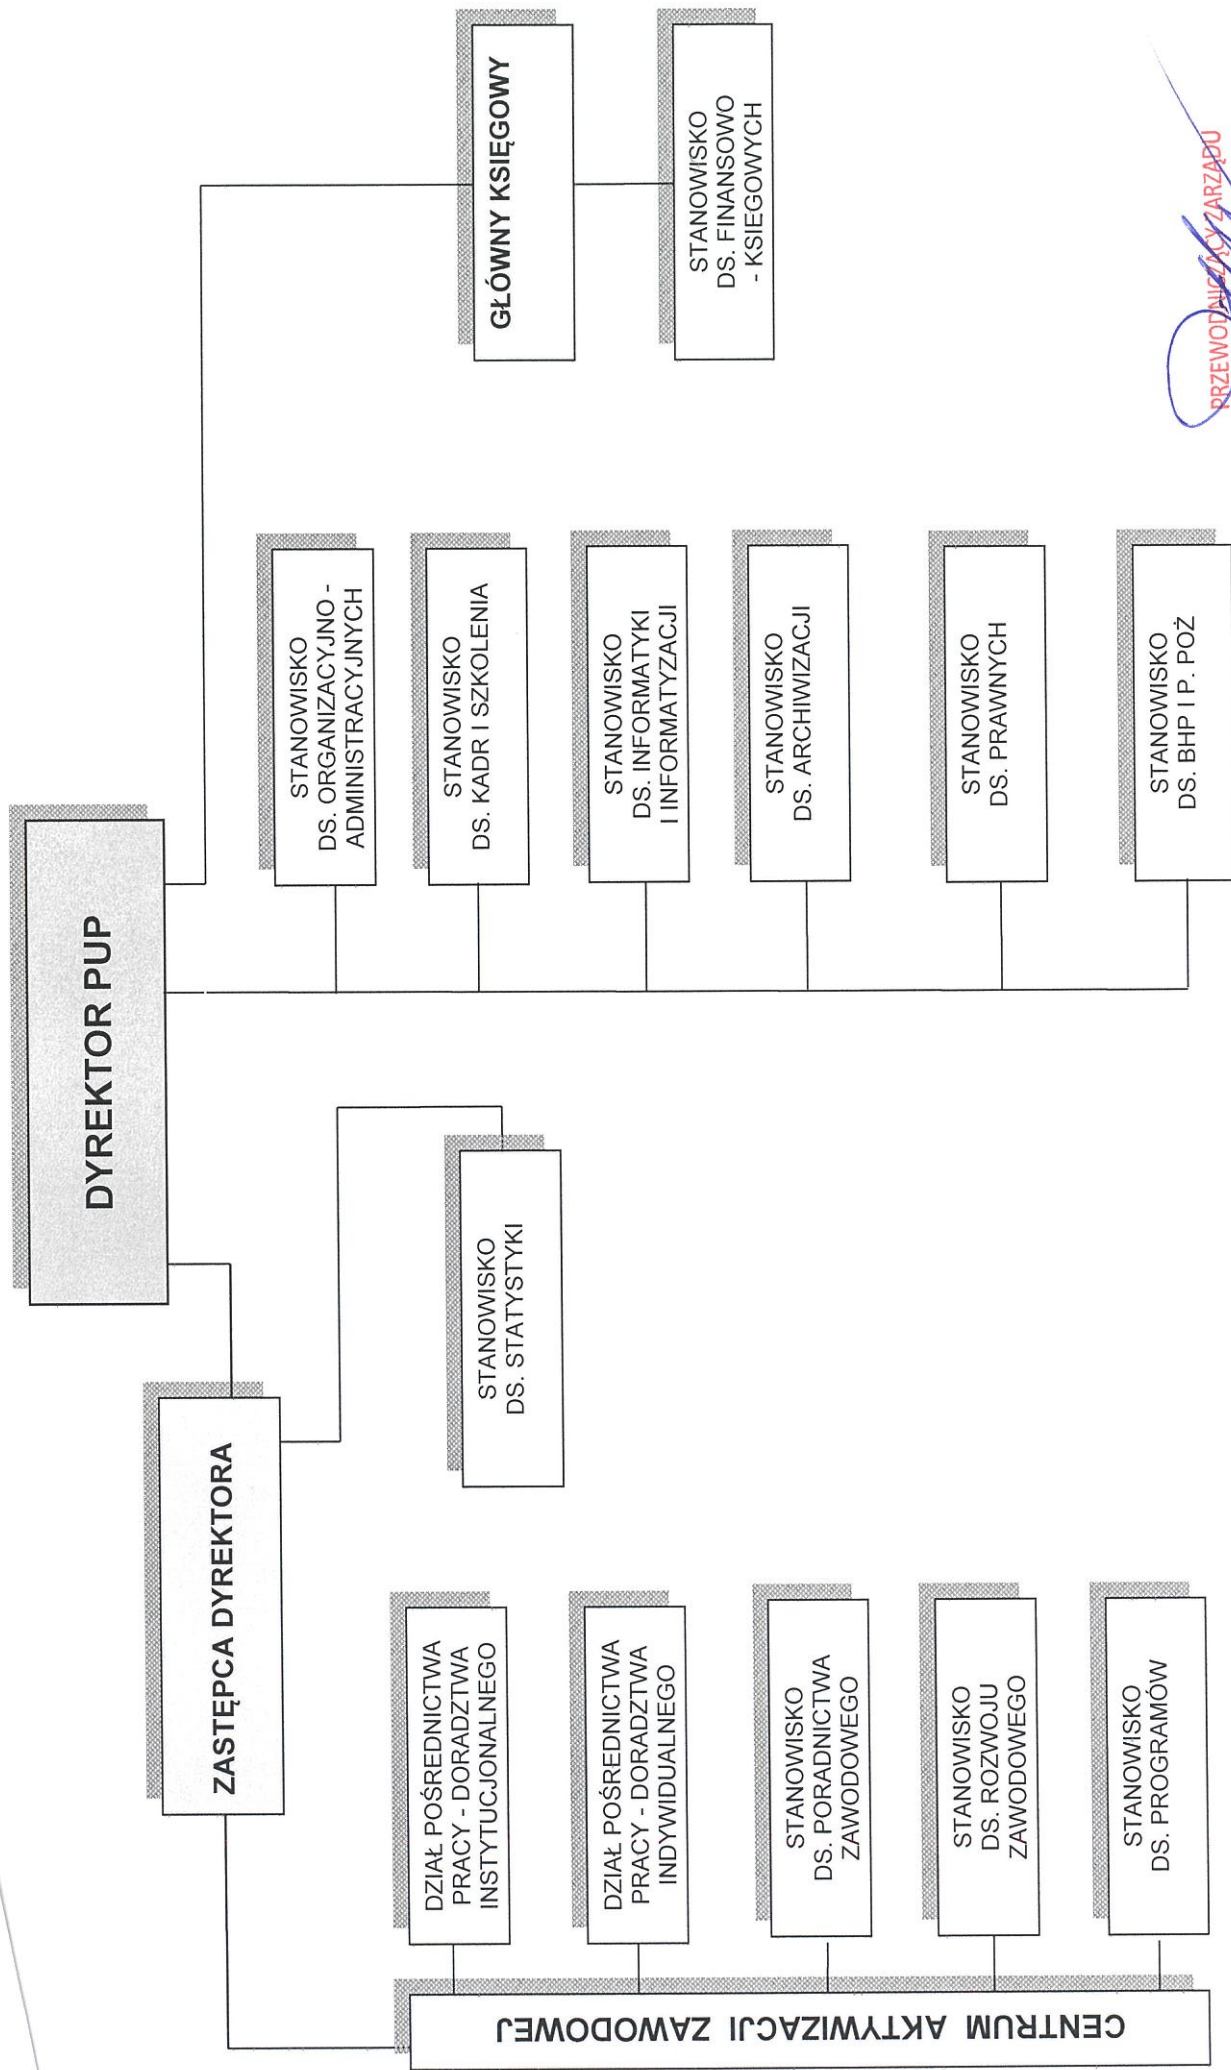 DYREKTOR PUP
ZASTĘPCA DYREKTORA
GŁÓWNY KSIĘGOWY
STANOWISKO
DS. FINANSOWO
- KSIEGOWYCH
STANOWISKO
DS. ORGANIZACYJNO -
ADMINISTRACYJNYCH
STANOWISKO
DS. KADR I SZKOLENIA
STANOWISKO
DS. INFORMATYKI
I INFORMATYZACJI
STANOWISKO
DS. ARCHIWIZACJI
STANOWISKO
DS. PRAWNYCH
STANOWISKO
DS. BHP I P. POŻ
STANOWISKO
DS. STATYSTYKI
CENTRUM AKTYWIZACJI ZAWODOWEJ
DZIAŁ POŚREDNICTWA
PRACY - DORADZTWA
INSTYTUCJONALNEGO
DZIAŁ POŚREDNICTWA
PRACY - DORADZTWA
INDYWIDUALNEGO
STANOWISKO
DS. PORADNICTWA
ZAWODOWEGO
STANOWISKO
DS. ROZWOJU
ZAWODOWEGO
STANOWISKO
DS. PROGRAMÓW
PRZEWODNICZĄCY ZARZĄDU